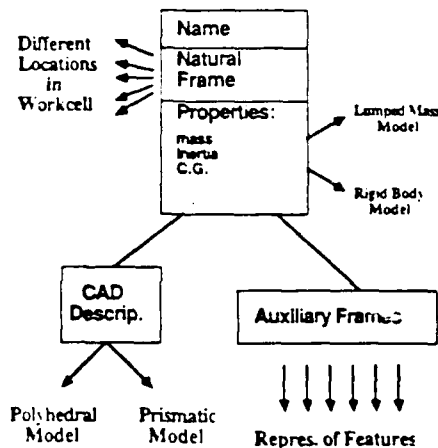 Name
Different
Locations
in
Workcell
Natural
Frame
Properties:
mass
Inertia
C.G.
Lumped Mass
Model
Rigid Body
Model
CAD
Descrip.
Auxiliary Frames
Polyhedral
Model
Prismatic
Model
Repres. of Features